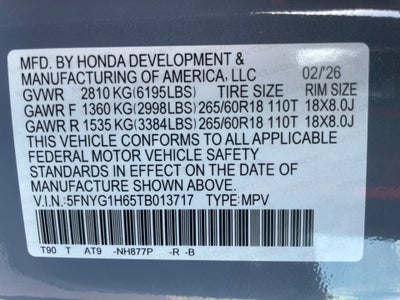 MFD. BY HONDA DEVELOPMENT &
MANUFACTURING OF AMERICA, LLC 02/'26
GVWR 2810 KG(6195LBS) TIRE SIZE RIM SIZE
GAWR F 1360 KG(2998LBS) 265/60R18 110T 18X8.0J
GAWR R 1535 KG(3384LBS) 265/60R18 110T 18X8.0J
THIS VEHICLE CONFORMS TO ALL APPLICABLE
FEDERAL MOTOR VEHICLE SAFETY
STANDARDS IN EFFECT ON THE DATE OF
MANUFACTURE SHOWN ABOVE.
V.I.N.:5FNYG1H65TB013717 TYPE:MPV
T90 T AT9 -NH877P -R -B